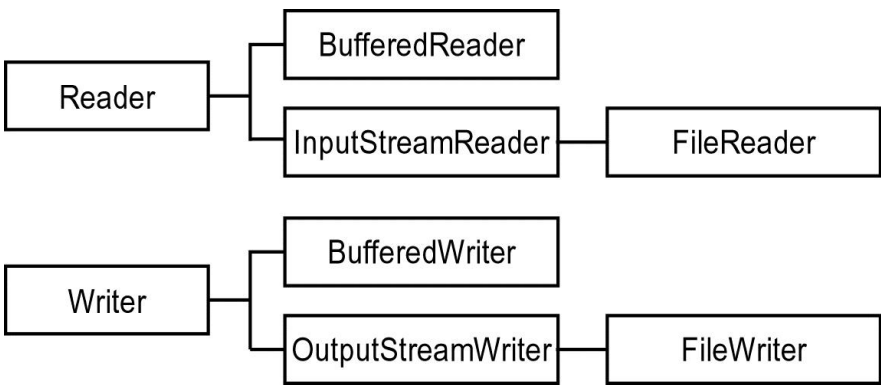 BufferedReader
Reader
InputStreamReader
FileReader
BufferedWriter
Writer
OutputStreamWriter
FileWriter